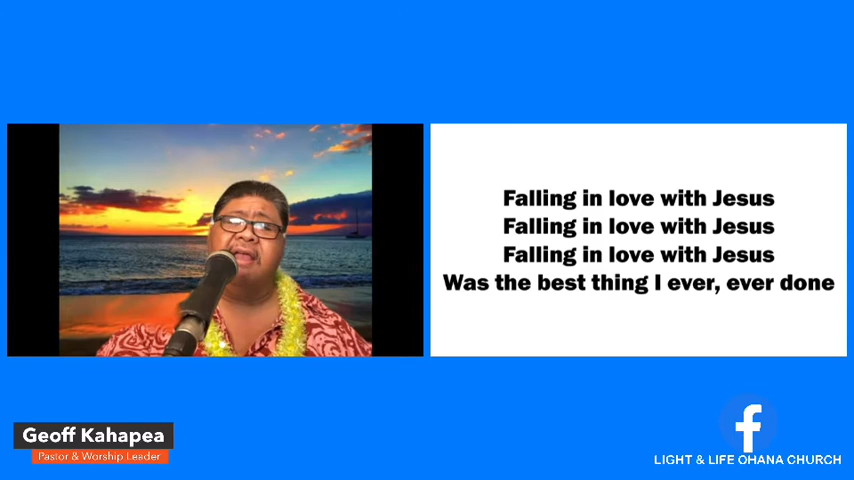 Falling in love with Jesus
Falling in love with Jesus
Falling in love with Jesus
Was the best thing I ever, ever done
Geoff Kahapea
Pastor & Worship Leader
LIGHT & LIFE OHANA CHURCH